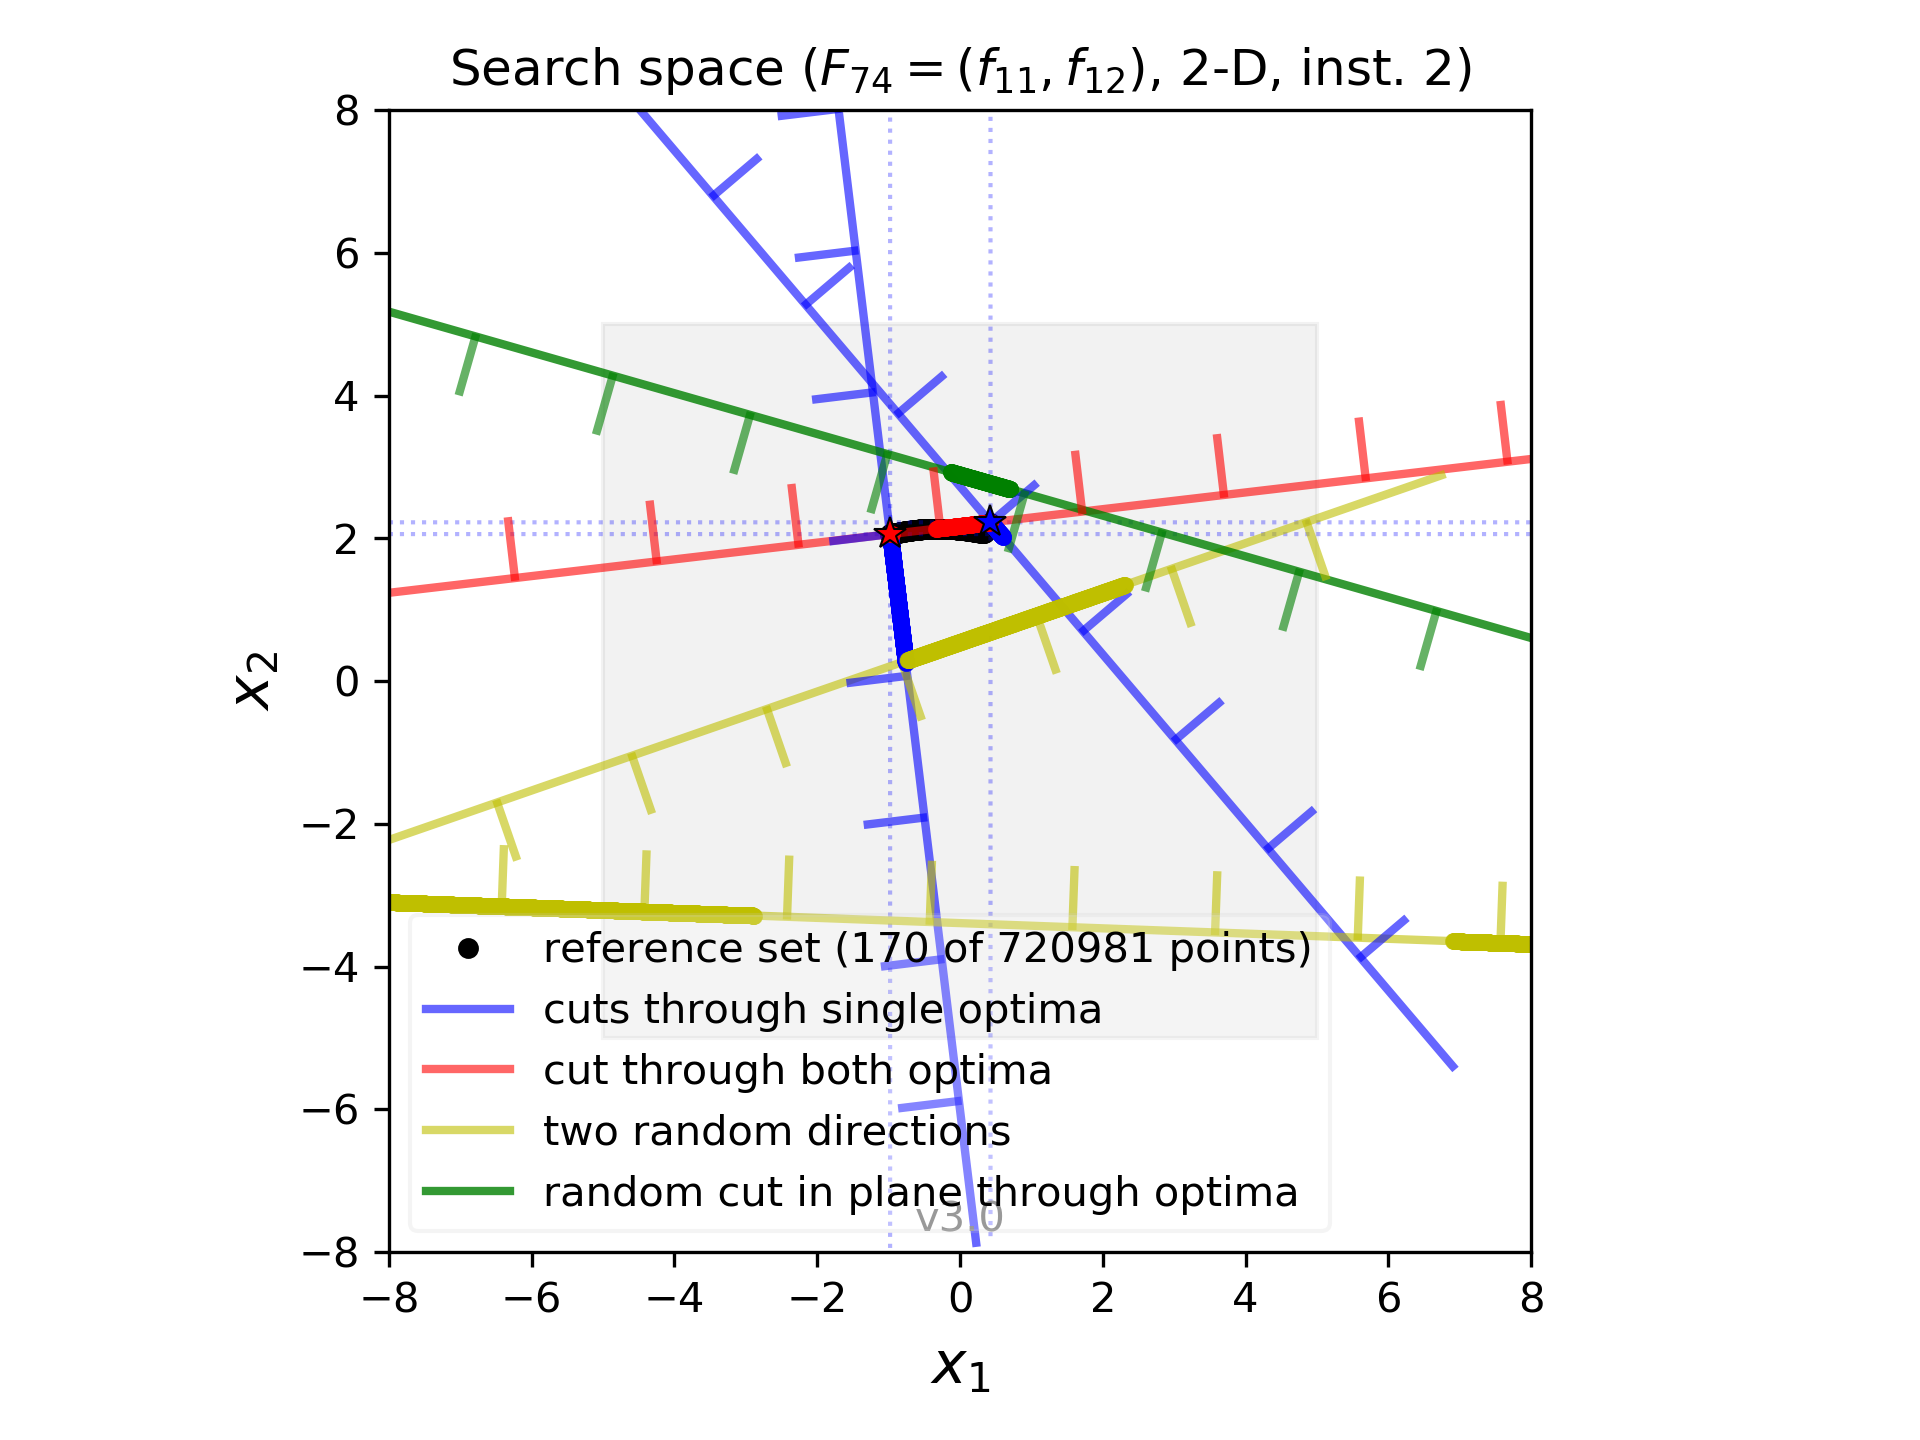 Search space (F74 = (f11, f12), 2-D, inst. 2)
8
6
4
2
0
−2
−4
−6
−8
x2
reference set (170 of 720981 points)
cuts through single optima
cut through both optima
two random directions
random cut in plane through optima
v3.0
−8 −6 −4 −2 0 2 4 6 8
x1